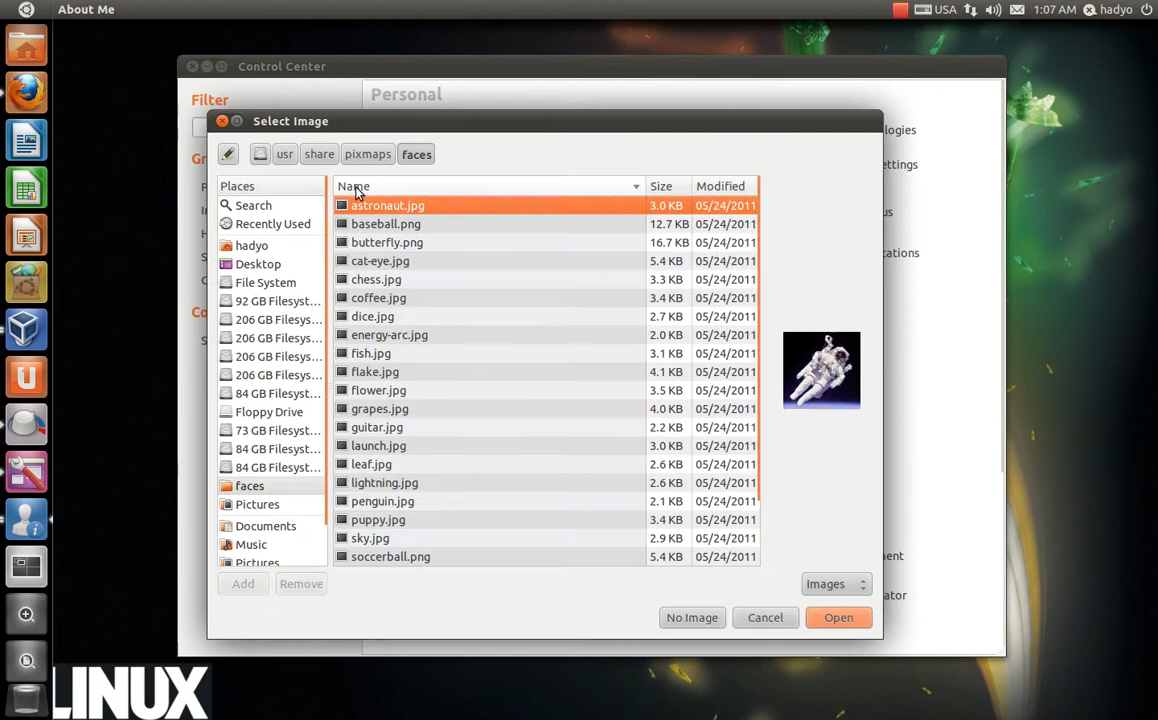 About Me
USA
1:07 AM
hadyo
Control Center
Filter
Personal
ologies
ettings
us
cations
ent
ator
Select Image
usr
share
pixmaps
faces
Places
Search
Recently Used
hadyo
Desktop
File System
92 GB Filesyst...
206 GB Filesys...
206 GB Filesys...
206 GB Filesys...
206 GB Filesys...
84 GB Filesyst...
Floppy Drive
73 GB Filesyst...
84 GB Filesyst...
84 GB Filesyst...
faces
Pictures
Documents
Music
Pictures
Name Size Modified
astronaut.jpg 3.0 KB 05/24/2011
baseball.png 12.7 KB 05/24/2011
butterfly.png 16.7 KB 05/24/2011
cat-eye.jpg 5.4 KB 05/24/2011
chess.jpg 3.3 KB 05/24/2011
coffee.jpg 3.4 KB 05/24/2011
dice.jpg 2.7 KB 05/24/2011
energy-arc.jpg 2.0 KB 05/24/2011
fish.jpg 3.1 KB 05/24/2011
flake.jpg 4.1 KB 05/24/2011
flower.jpg 3.5 KB 05/24/2011
grapes.jpg 4.0 KB 05/24/2011
guitar.jpg 2.2 KB 05/24/2011
launch.jpg 3.0 KB 05/24/2011
leaf.jpg 2.6 KB 05/24/2011
lightning.jpg 2.6 KB 05/24/2011
penguin.jpg 2.1 KB 05/24/2011
puppy.jpg 3.4 KB 05/24/2011
sky.jpg 2.9 KB 05/24/2011
soccerball.png 5.4 KB 05/24/2011
Add
Remove
Images
No Image
Cancel
Open
LINUX